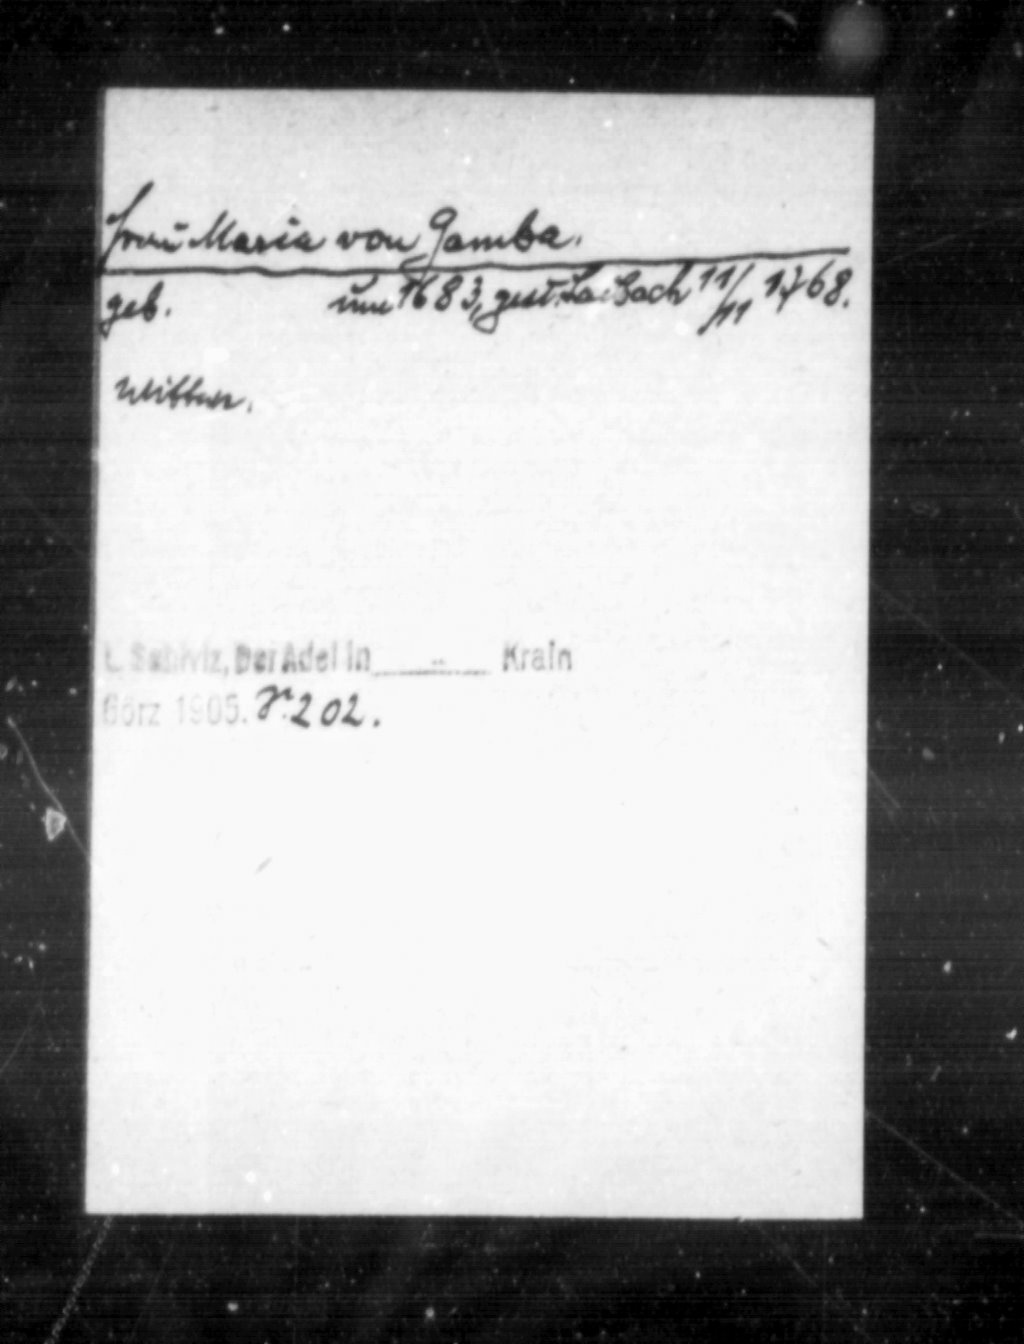 Frau Maria von Gamba.
geb. um 1683, gest. Laibach 11/11 1768.
Wittwe.
L. Schiviz, Der Adel in Krain
Görz 1905. 202.